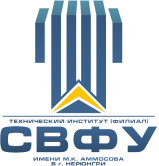 ТЕХНИЧЕСКИЙ ИНСТИТУТ (ФИЛИАЛ)
СВФУ
ИМЕНИ М.К. АММОСОВА
В г. НЕРЮНГРИ